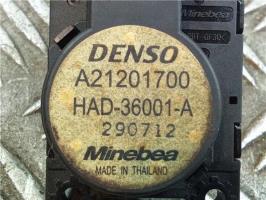 Minebea
DENSO
A21201700
HAD-36001-A
290712
Minebea
MADE IN THAILAND